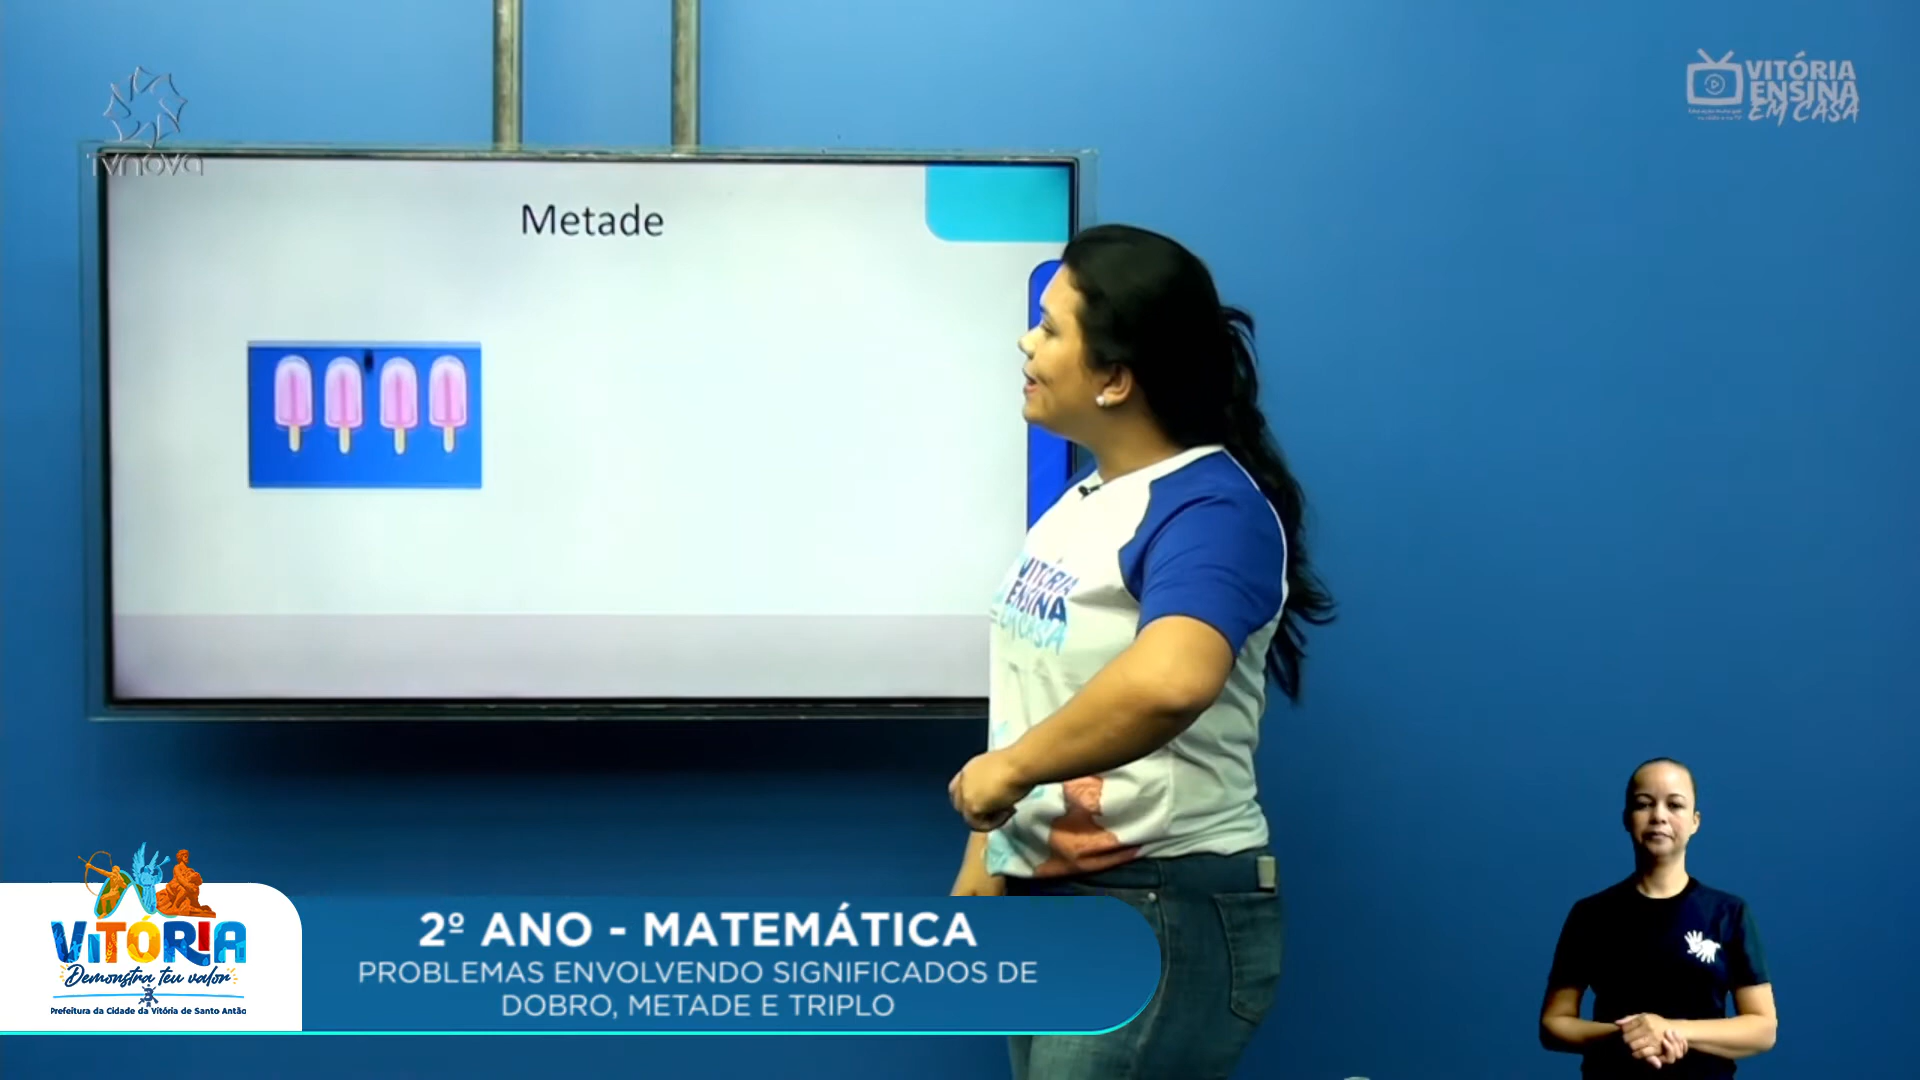 tvnova
VITÓRIA
ENSINA
EM CASA
Metade
VITÓRIA
ENSINA
EM CASA
VITÓRIA
Demonstra teu valor
Prefeitura da Cidade da Vitória de Santo Antão
2º ANO - MATEMÁTICA
PROBLEMAS ENVOLVENDO SIGNIFICADOS DE
DOBRO, METADE E TRIPLO